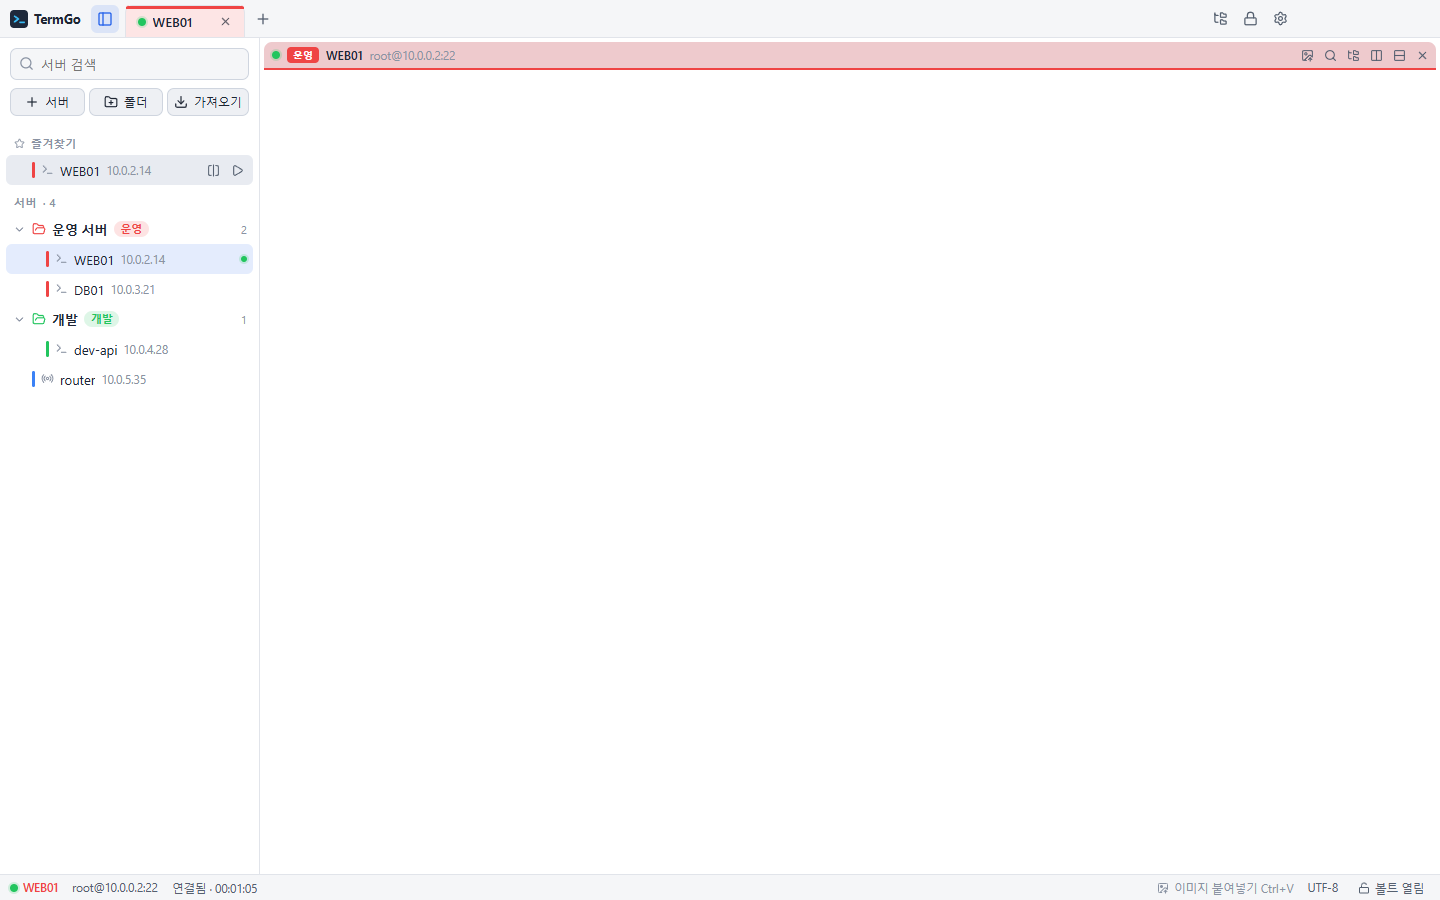 TermGo
WEB01
서버 검색
서버
폴더
가져오기
즐겨찾기
WEB01 10.0.2.14
서버 · 4
운영 서버 운영 2
WEB01 10.0.2.14
DB01 10.0.3.21
개발 개발 1
dev-api 10.0.4.28
router 10.0.5.35
운영 WEB01 root@10.0.0.2:22
WEB01 root@10.0.0.2:22 연결됨 · 00:01:05
이미지 붙여넣기 Ctrl+V UTF-8 볼트 열림